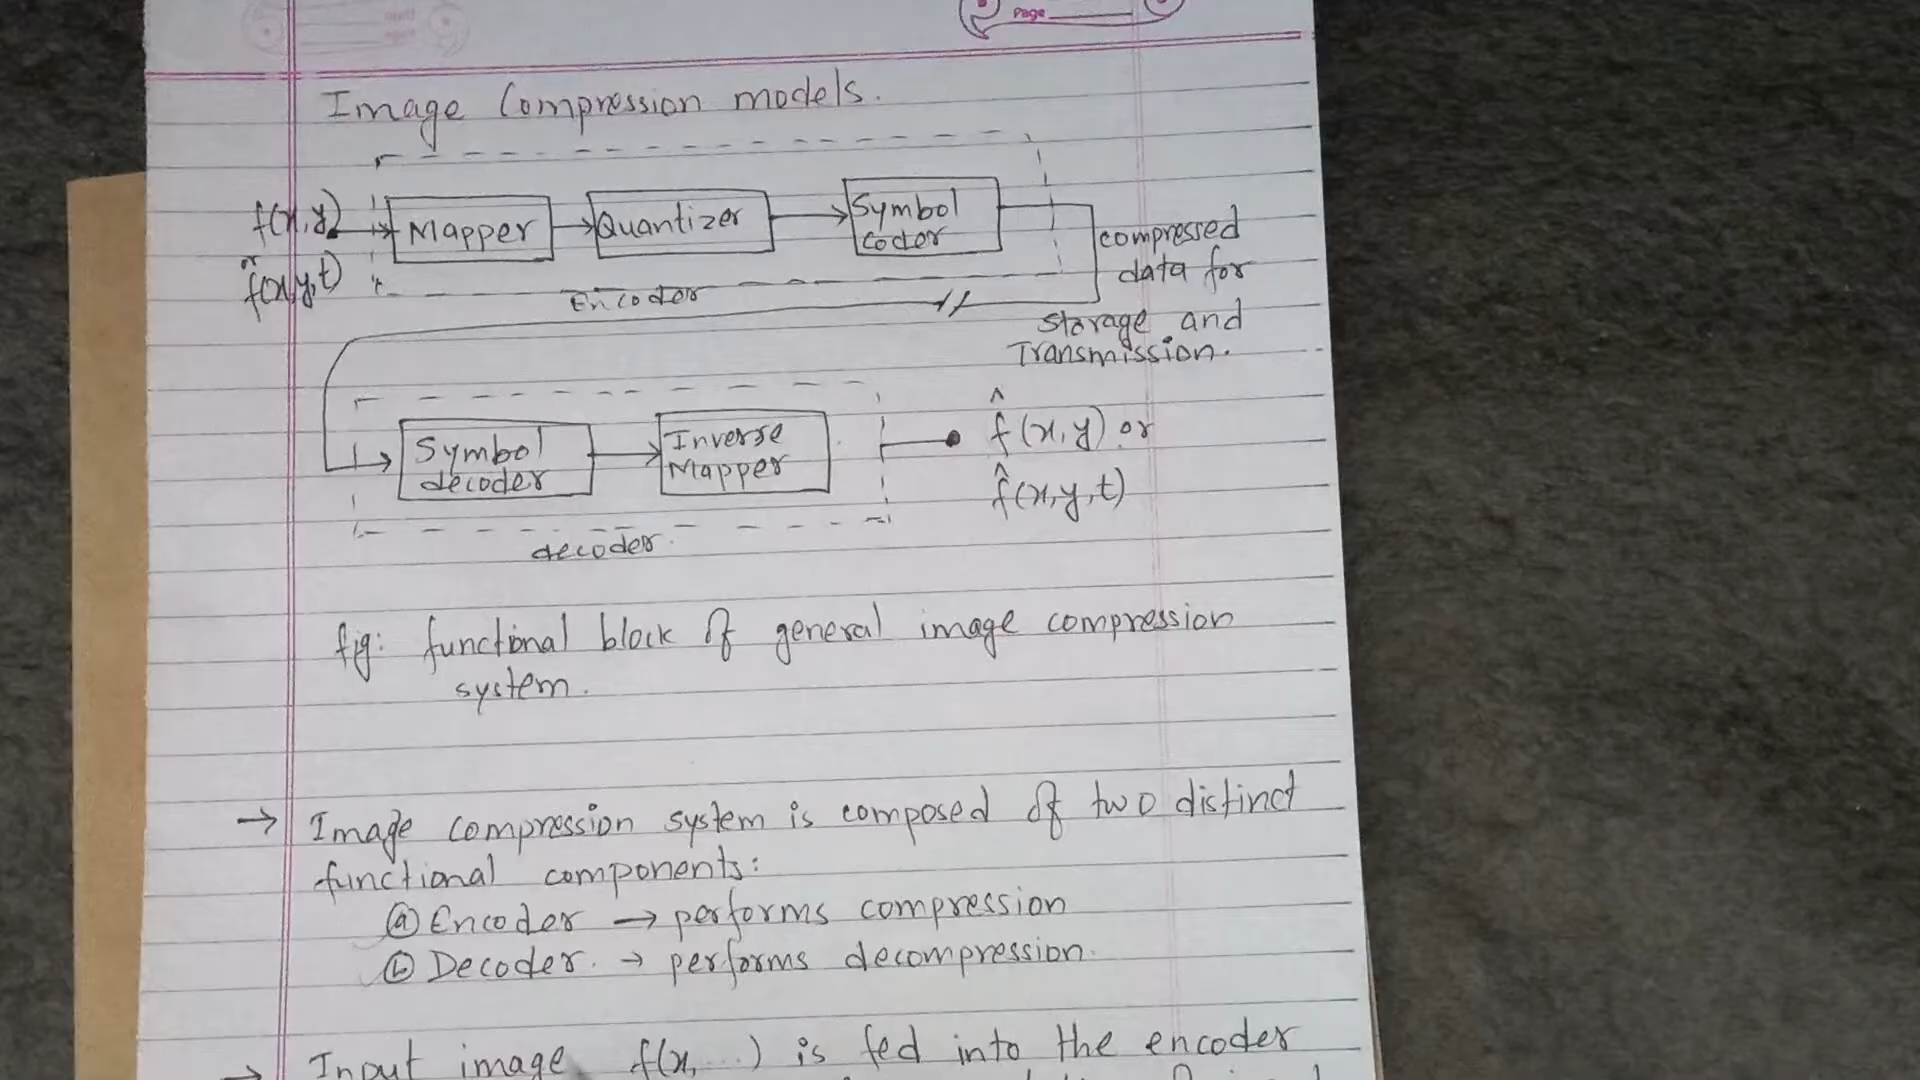 Page
Image Compression models.
f(x,y)
or
f(x,y,t)
Mapper
Quantizer
Symbol
coder
compressed
data for
storage and
Transmission.
Encoder
Symbol
decoder
Inverse
Mapper
f̂(x,y) or
f̂(x,y,t)
decoder.
fig: functional block of general image compression
system.
→ Image compression system is composed of two distinct
functional components:
ⓐ Encoder → performs compression
ⓑ Decoder. → performs decompression.
→ Input image f(x, ...) is fed into the encoder